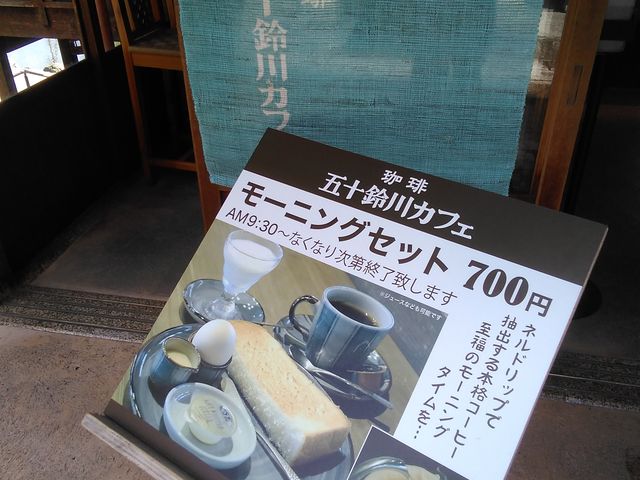 珈琲
十鈴川カフ
珈琲
五十鈴川カフェ
モーニングセット 700円
AM9:30〜なくなり次第終了致します
※ジュースなども可能です
ネルドリップで
抽出する本格コーヒー
至福のモーニング
タイムを…